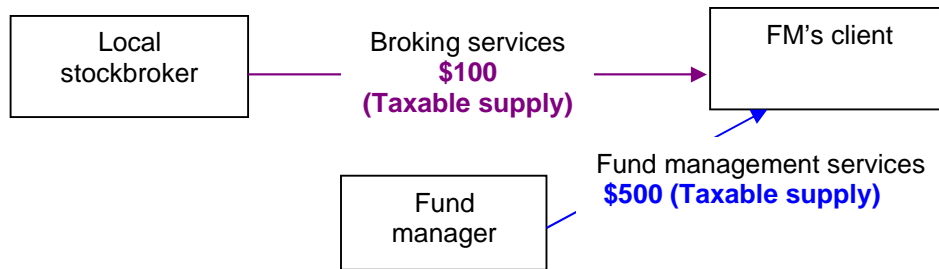 Local
stockbroker
Broking services
$100
(Taxable supply)
FM's client
Fund management services
$500 (Taxable supply)
Fund
manager